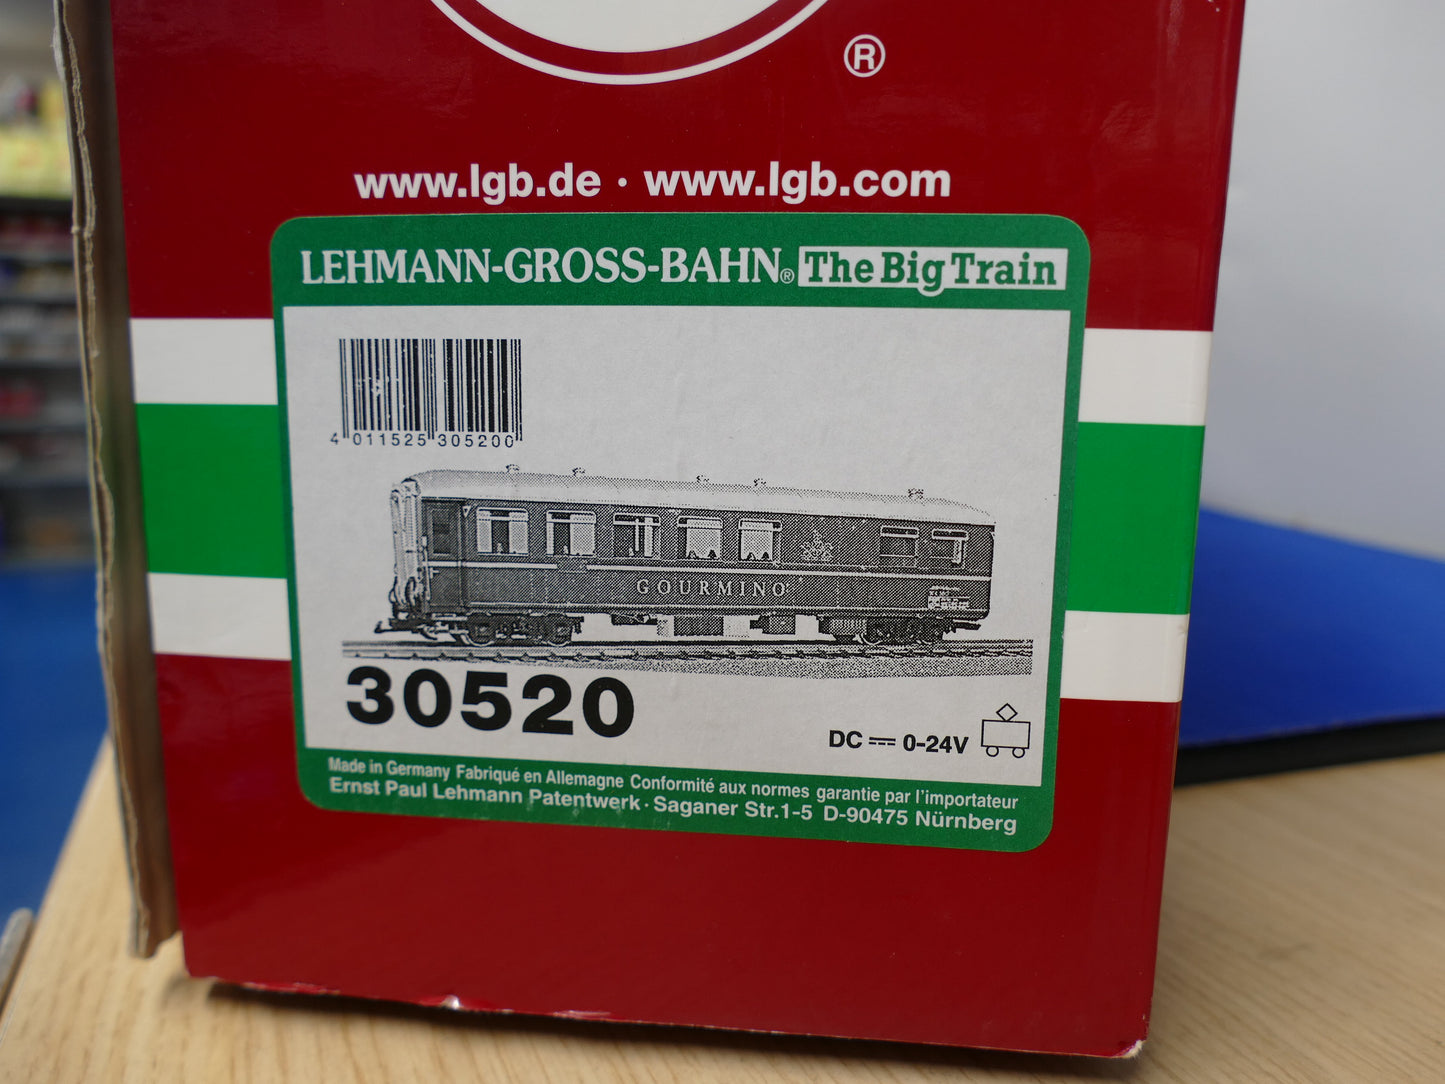 ®
www.lgb.de · www.lgb.com
LEHMANN-GROSS-BAHN® The Big Train
4 011525 305200
GOURMINO
30520
DC 0-24V
Made in Germany Fabriqué en Allemagne Conformité aux normes garantie par l'importateur
Ernst Paul Lehmann Patentwerk · Saganer Str.1-5 D-90475 Nürnberg